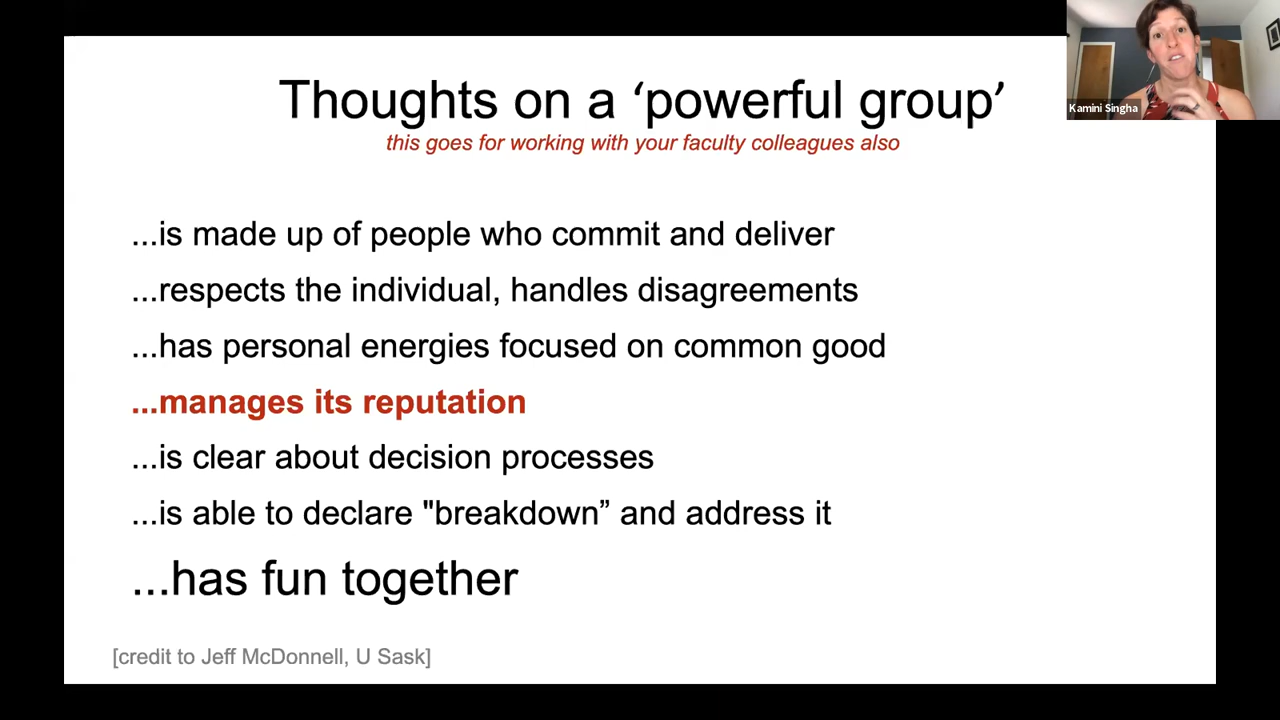 Thoughts on a ‘powerful group’
this goes for working with your faculty colleagues also
Kamini Singha
...is made up of people who commit and deliver
...respects the individual, handles disagreements
...has personal energies focused on common good
...manages its reputation
...is clear about decision processes
...is able to declare "breakdown” and address it
...has fun together
[credit to Jeff McDonnell, U Sask]